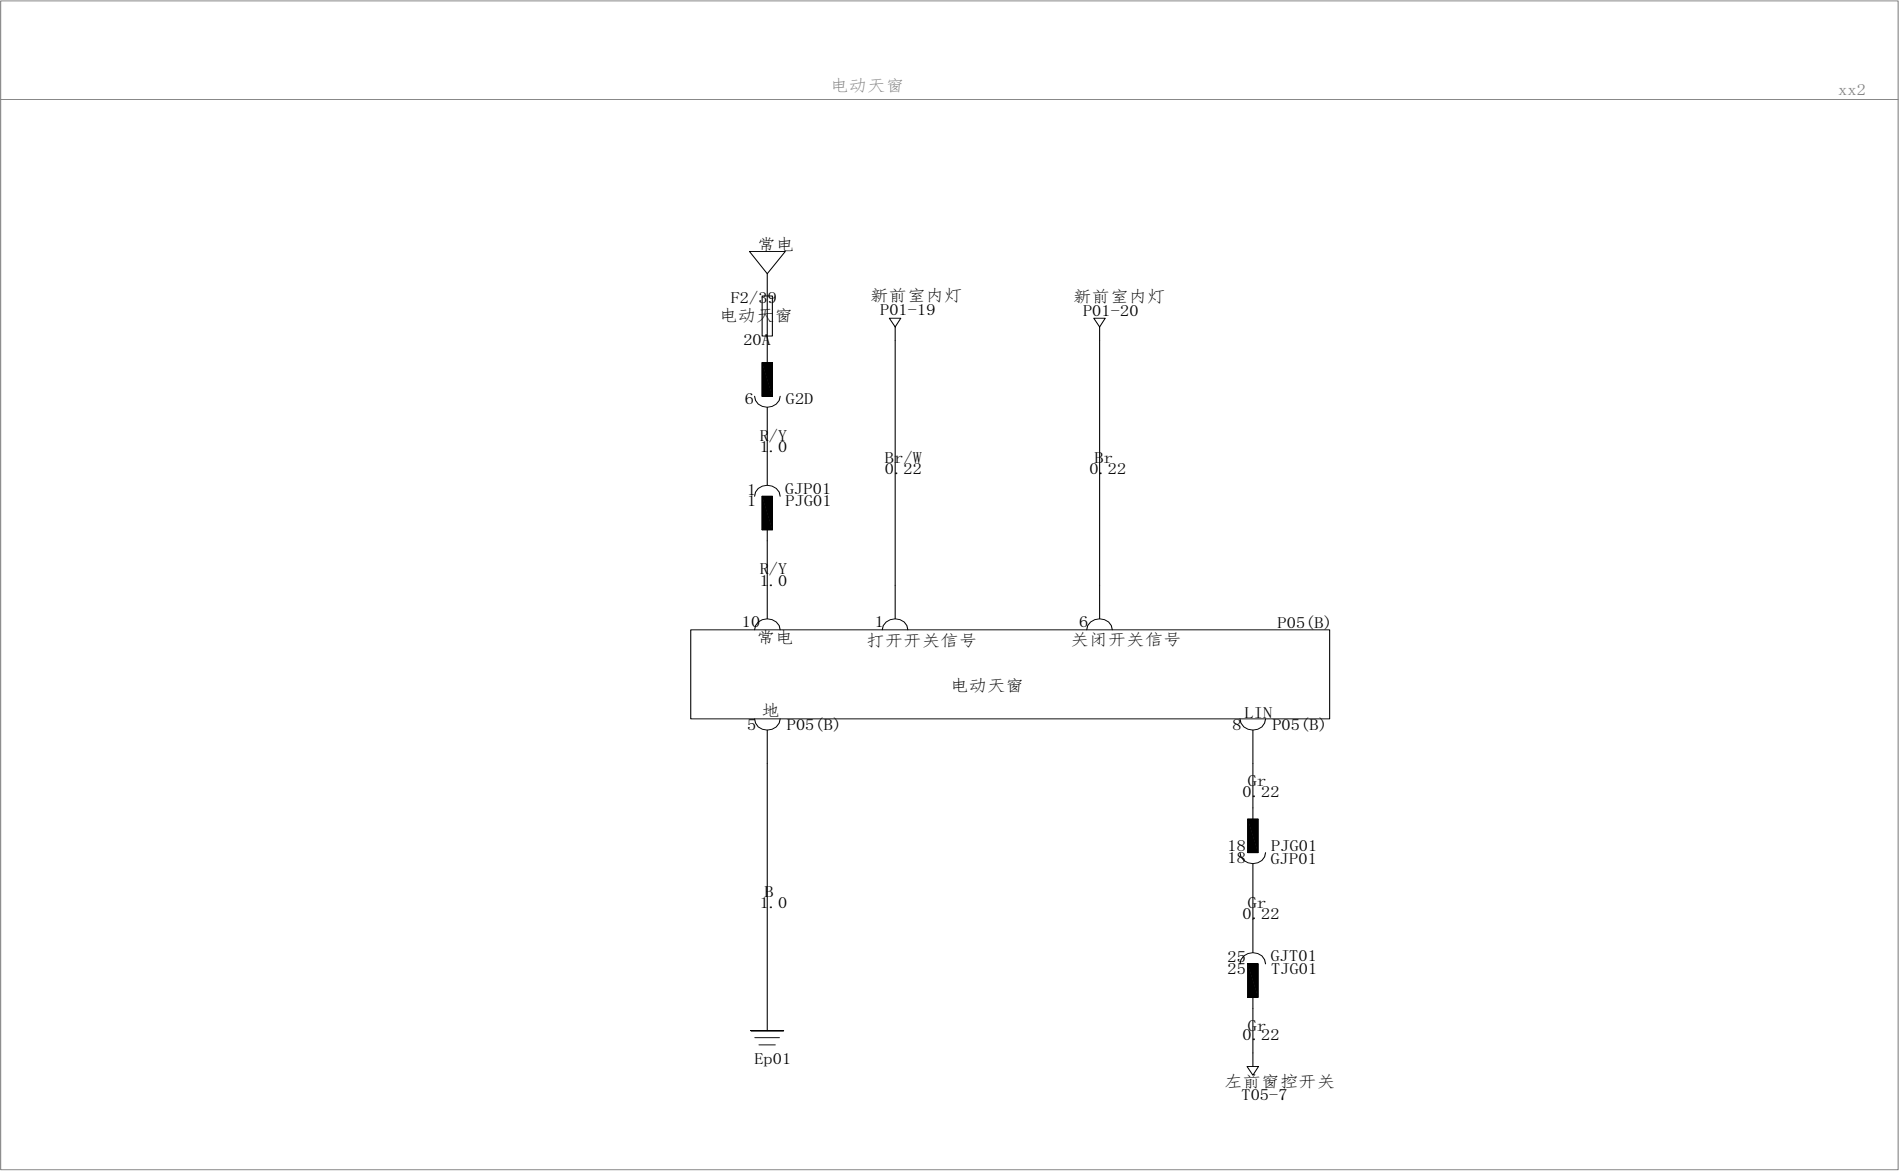 电动天窗
xx2
常电
F2/39
电动天窗
20A
6 G2D
R/Y
1.0
1 GJP01
1 PJG01
R/Y
1.0
新前室内灯
P01-19
Br/W
0.22
新前室内灯
P01-20
Br
0.22
10 1 6 P05(B)
常电 打开开关信号 关闭开关信号
电动天窗
地 LIN
5 P05(B) 8 P05(B)
B
1.0
Ep01
Gr
0.22
18 PJG01
18 GJP01
Gr
0.22
25 GJT01
25 TJG01
Gr
0.22
左前窗控开关
T05-7